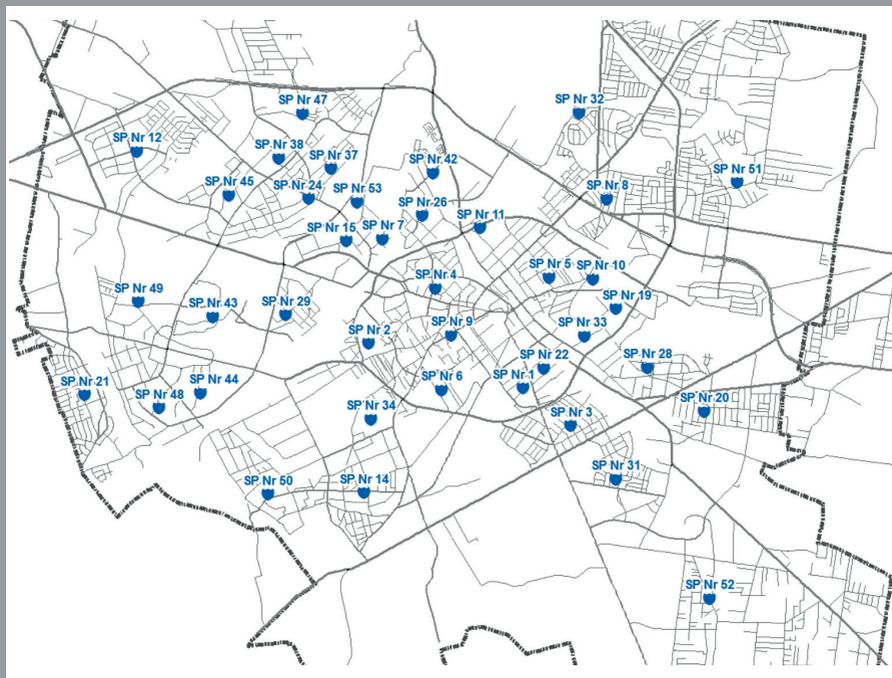 SP Nr 47
SP Nr 32
SP Nr 12
SP Nr 38
SP Nr 37
SP Nr 42
SP Nr 51
SP Nr 45
SP Nr 24
SP Nr 53
SP Nr 8
SP Nr 26
SP Nr 11
SP Nr 15
SP Nr 7
SP Nr 4
SP Nr 5
SP Nr 10
SP Nr 49
SP Nr 43
SP Nr 29
SP Nr 19
SP Nr 2
SP Nr 9
SP Nr 33
SP Nr 28
SP Nr 22
SP Nr 21
SP Nr 48
SP Nr 44
SP Nr 6
SP Nr 1
SP Nr 20
SP Nr 34
SP Nr 3
SP Nr 31
SP Nr 50
SP Nr 14
SP Nr 52